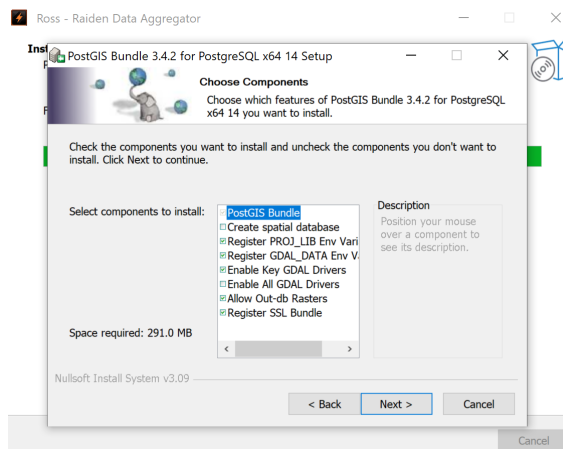 Ross - Raiden Data Aggregator
Inst
PostGIS Bundle 3.4.2 for PostgreSQL x64 14 Setup
Choose Components
Choose which features of PostGIS Bundle 3.4.2 for PostgreSQL
x64 14 you want to install.
Check the components you want to install and uncheck the components you don't want to
install. Click Next to continue.
Select components to install:
PostGIS Bundle
Create spatial database
Register PROJ_LIB Env Vari
Register GDAL_DATA Env V
Enable Key GDAL Drivers
Enable All GDAL Drivers
Allow Out-db Rasters
Register SSL Bundle
Description
Position your mouse
over a component to
see its description.
Space required: 291.0 MB
Nullsoft Install System v3.09
< Back
Next >
Cancel
Cancel